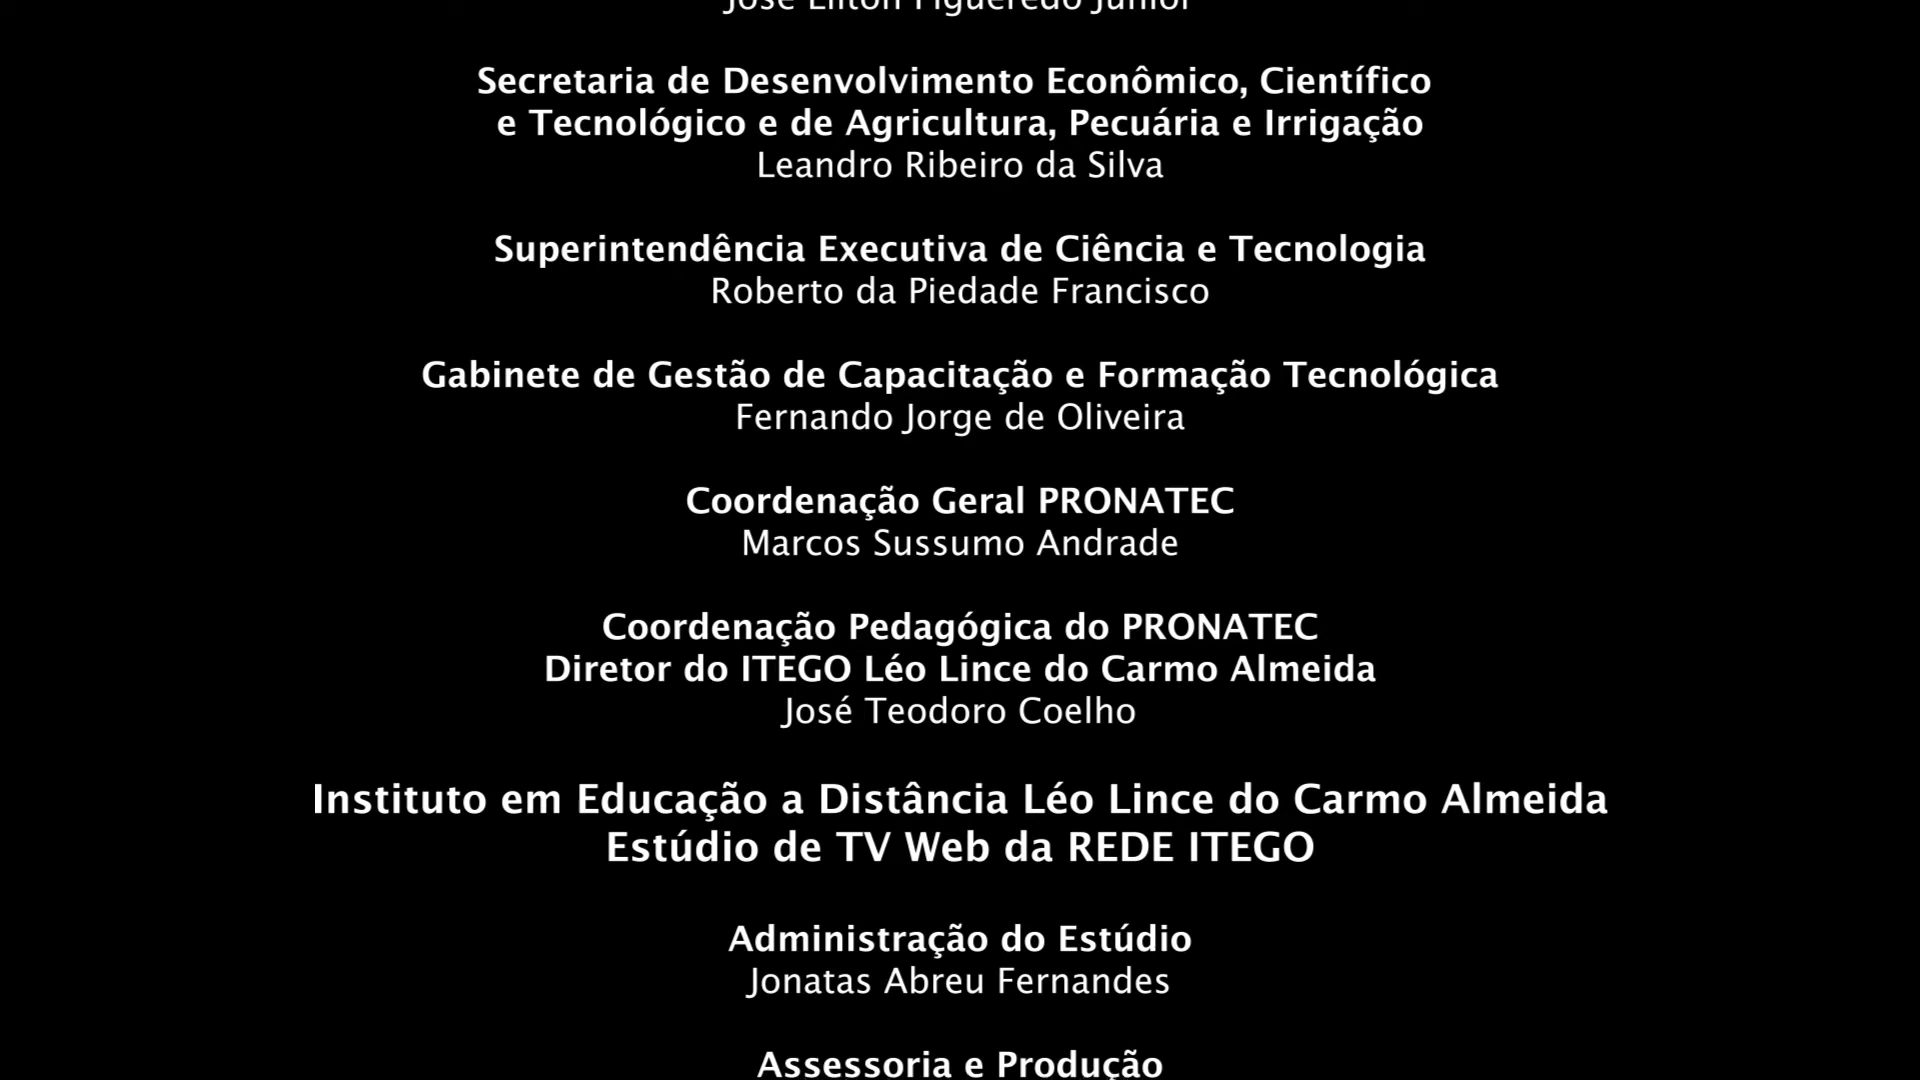 José Eliton Figueredo Júnior
Secretaria de Desenvolvimento Econômico, Científico
e Tecnológico e de Agricultura, Pecuária e Irrigação
Leandro Ribeiro da Silva
Superintendência Executiva de Ciência e Tecnologia
Roberto da Piedade Francisco
Gabinete de Gestão de Capacitação e Formação Tecnológica
Fernando Jorge de Oliveira
Coordenação Geral PRONATEC
Marcos Sussumo Andrade
Coordenação Pedagógica do PRONATEC
Diretor do ITEGO Léo Lince do Carmo Almeida
José Teodoro Coelho
Instituto em Educação a Distância Léo Lince do Carmo Almeida
Estúdio de TV Web da REDE ITEGO
Administração do Estúdio
Jonatas Abreu Fernandes
Assessoria e Produção